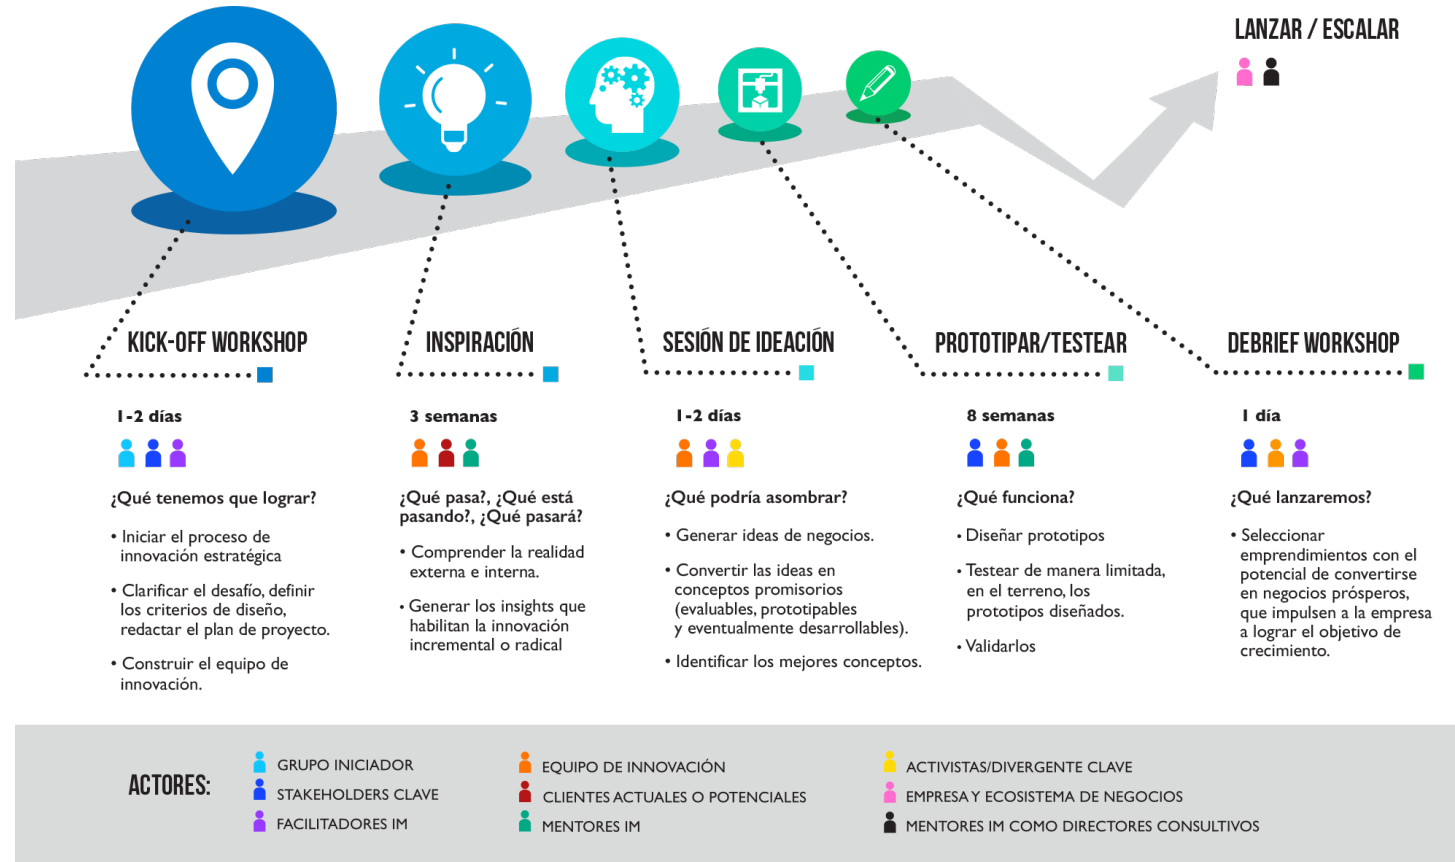 LANZAR / ESCALAR
KICK-OFF WORKSHOP
1-2 días
¿Qué tenemos que lograr?
• Iniciar el proceso de
innovación estratégica
• Clarificar el desafío, definir
los criterios de diseño,
redactar el plan de proyecto.
• Construir el equipo de
innovación.
INSPIRACIÓN
3 semanas
¿Qué pasa?, ¿Qué está
pasando?, ¿Qué pasará?
• Comprender la realidad
externa e interna.
• Generar los insights que
habilitan la innovación
incremental o radical
SESIÓN DE IDEACIÓN
1-2 días
¿Qué podría asombrar?
• Generar ideas de negocios.
• Convertir las ideas en
conceptos promisorios
(evaluables, prototipables
y eventualmente desarrollables).
• Identificar los mejores conceptos.
PROTOTIPAR/TESTEAR
8 semanas
¿Qué funciona?
• Diseñar prototipos
• Testear de manera limitada,
en el terreno, los
prototipos diseñados.
• Validarlos
DEBRIEF WORKSHOP
1 día
¿Qué lanzaremos?
• Seleccionar
emprendimientos con el
potencial de convertirse
en negocios prósperos,
que impulsen a la empresa
a lograr el objetivo de
crecimiento.
ACTORES:
GRUPO INICIADOR
STAKEHOLDERS CLAVE
FACILITADORES IM
EQUIPO DE INNOVACIÓN
CLIENTES ACTUALES O POTENCIALES
MENTORES IM
ACTIVISTAS/DIVERGENTE CLAVE
EMPRESA Y ECOSISTEMA DE NEGOCIOS
MENTORES IM COMO DIRECTORES CONSULTIVOS